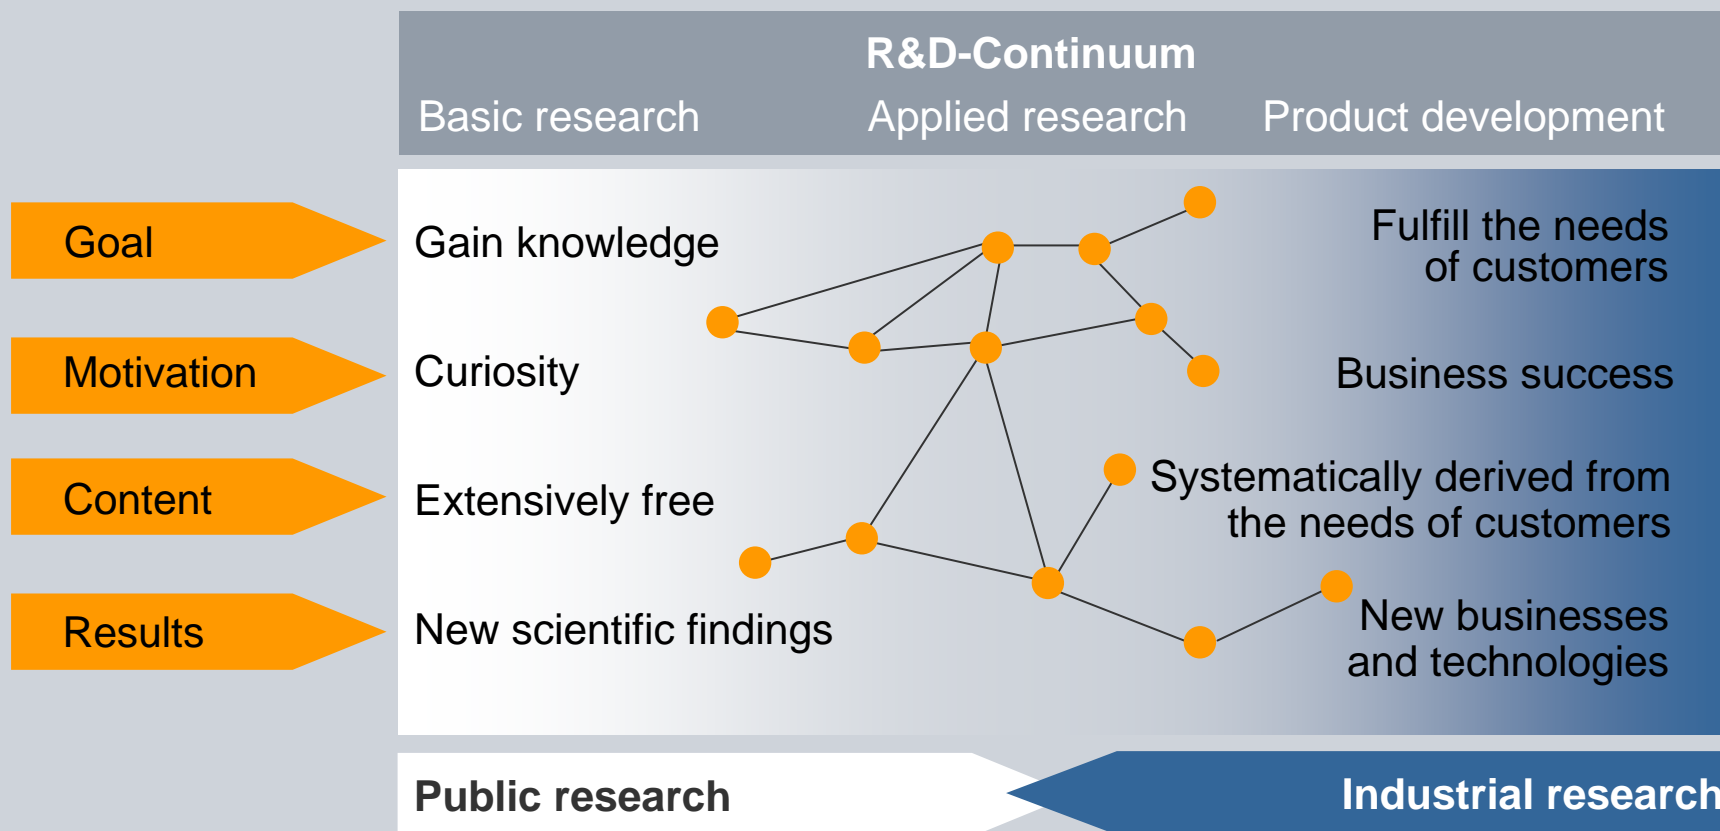 R&D-Continuum
Basic research Applied research Product development
Goal
Gain knowledge
Fulfill the needs
of customers
Motivation
Curiosity
Business success
Content
Extensively free
Systematically derived from
the needs of customers
Results
New scientific findings
New businesses
and technologies
Public research
Industrial research